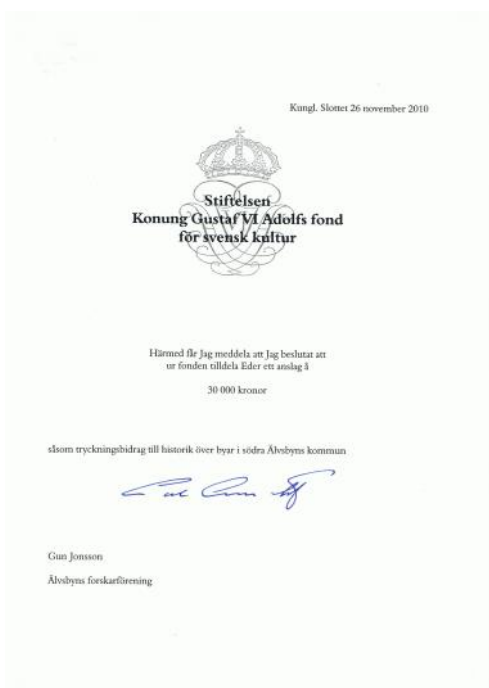 Kungl. Slottet 26 november 2010
Stiftelsen
Konung Gustaf VI Adolfs fond
för svensk kultur
Härmed får Jag meddela att Jag beslutat att
ur fonden tilldela Eder ett anslag å
30 000 kronor
såsom tryckningsbidrag till historik över byar i södra Älvsbyns kommun
Gun Jonsson
Älvsbyns forskarförening